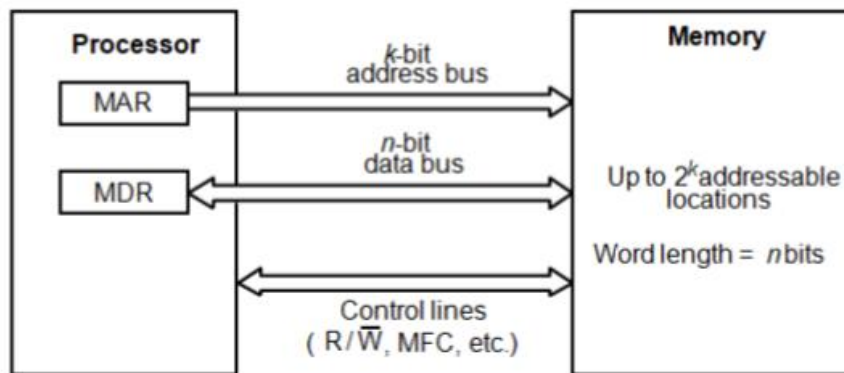 Processor
Memory
k-bit
address bus
MAR
n-bit
data bus
MDR
Up to 2ᵏ addressable
locations
Word length = n bits
Control lines
( R/W̅, MFC, etc.)